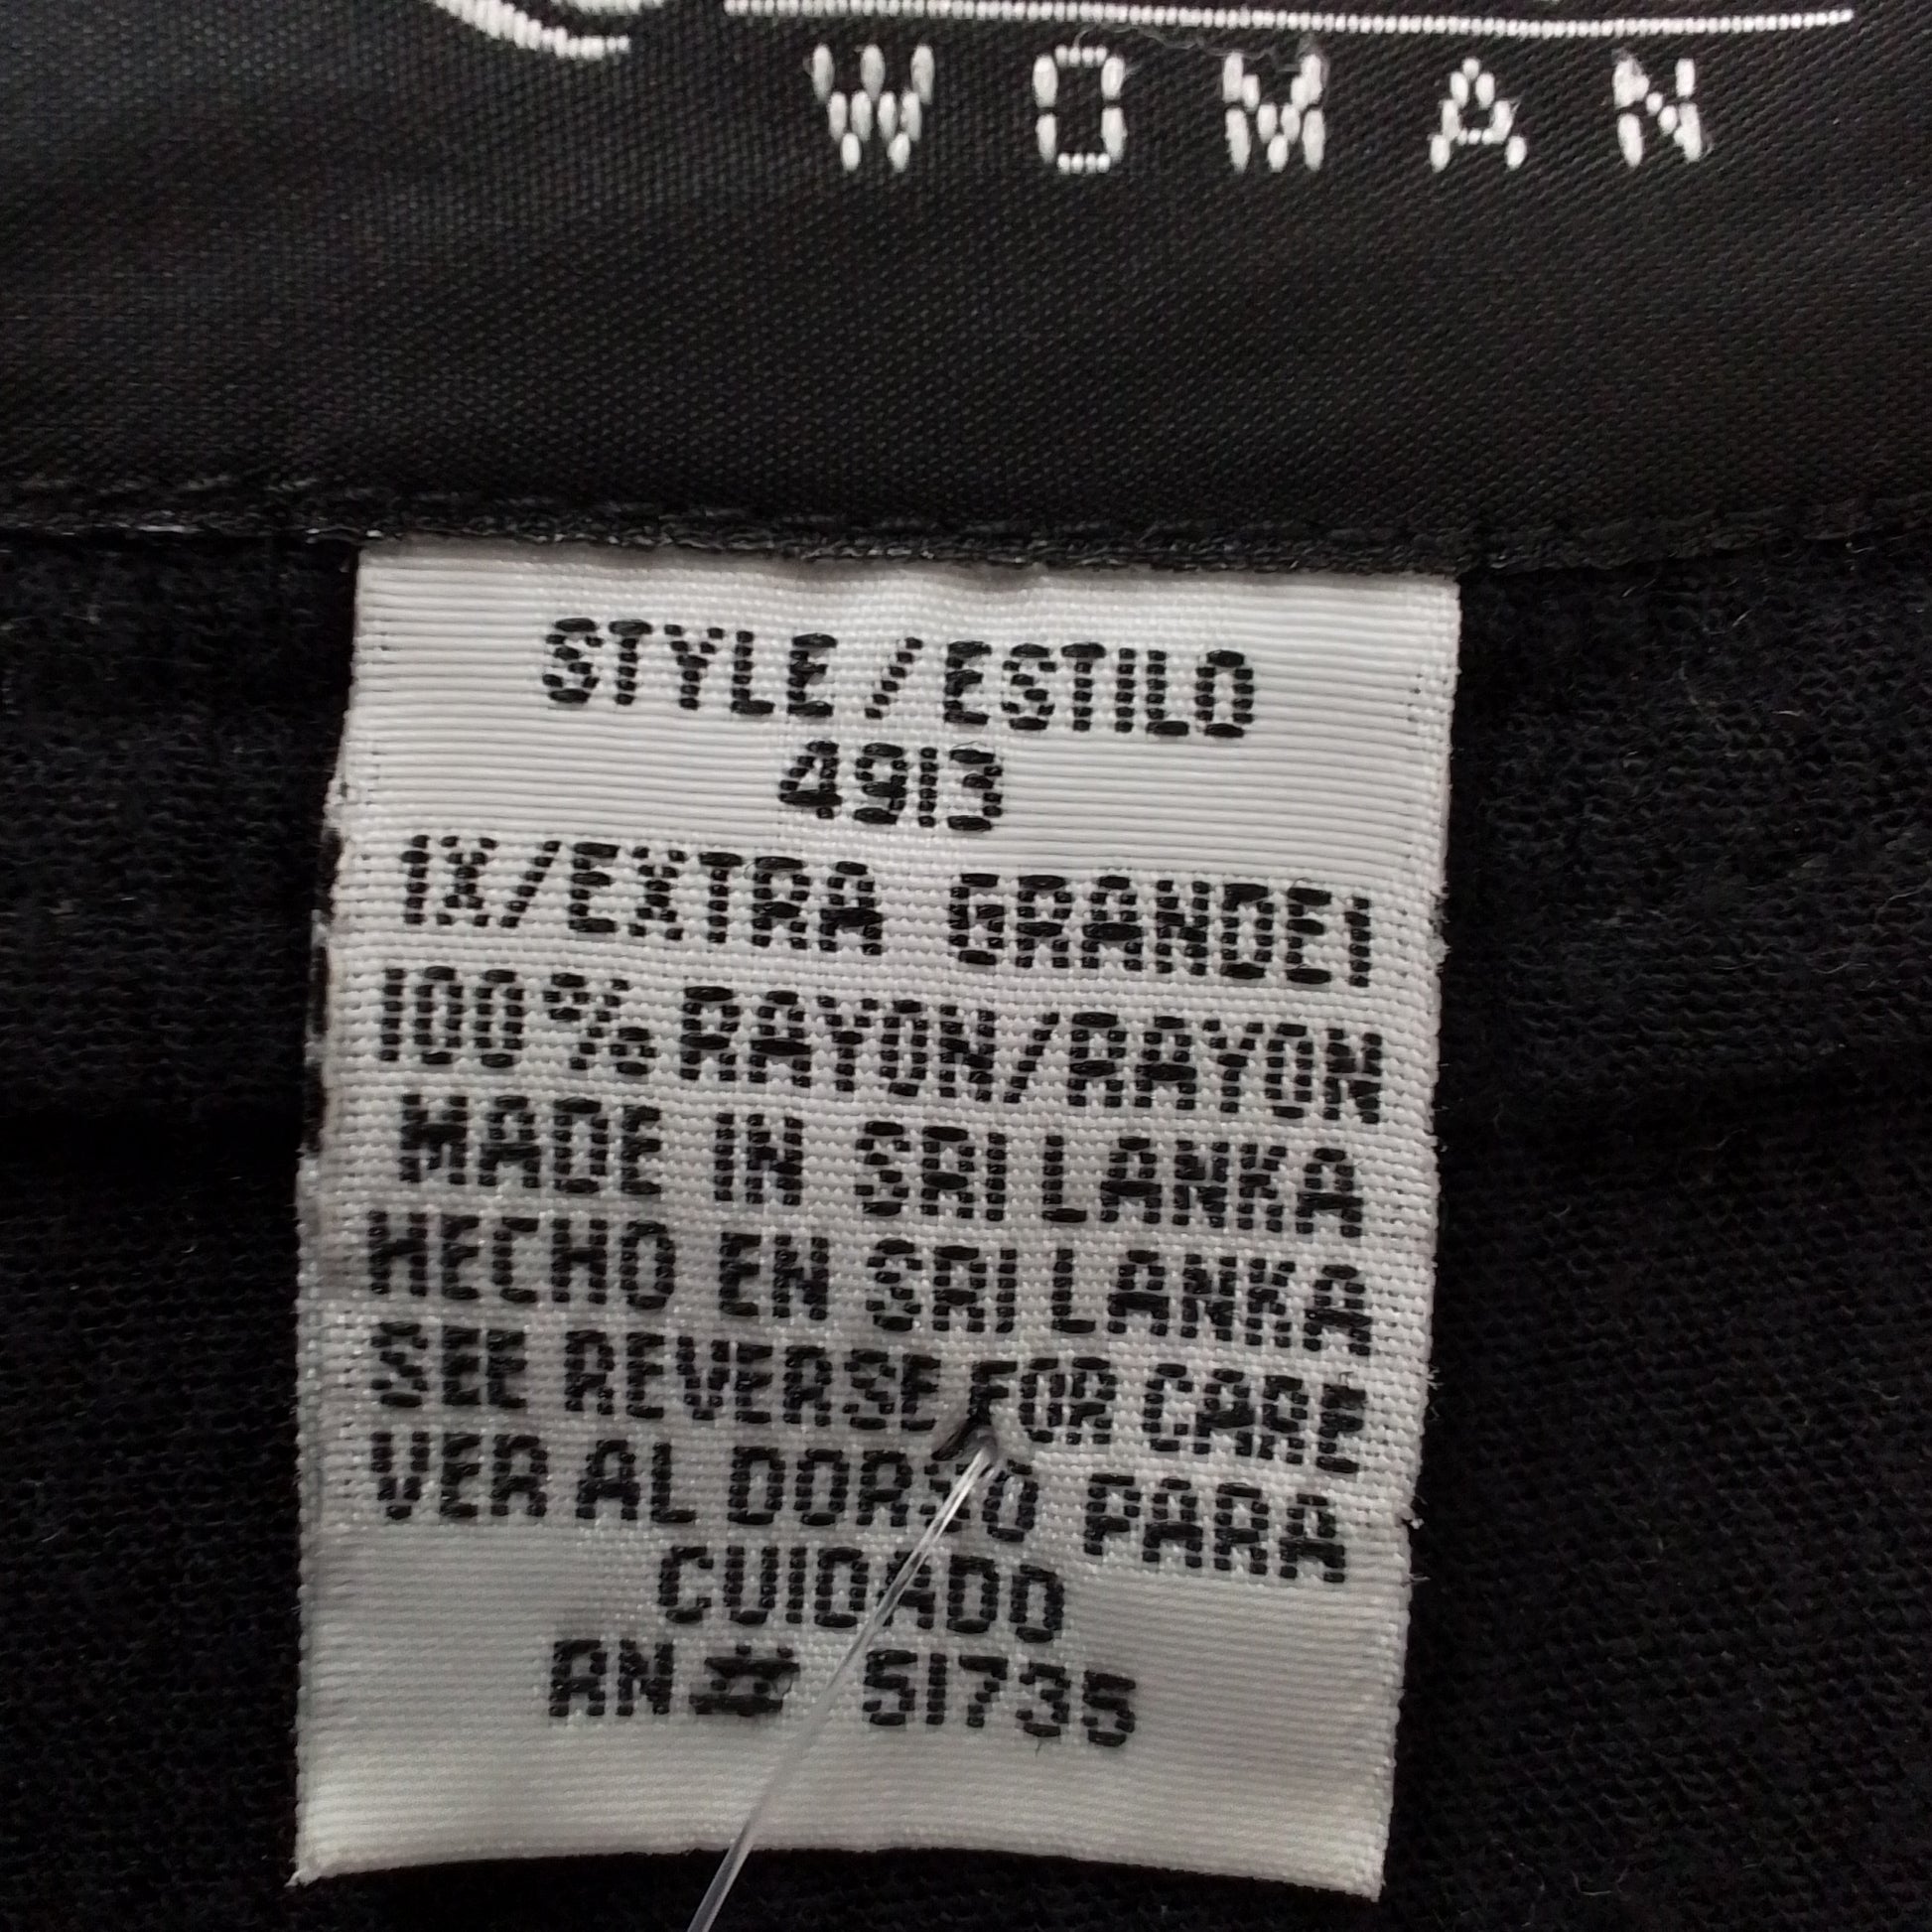 WOMAN
STYLE/ESTILO
4913
1X/EXTRA GRANDE1
100% RAYON/RAYON
MADE IN SRI LANKA
HECHO EN SRI LANKA
SEE REVERSE FOR CARE
VER AL DORSO PARA
CUIDADO
RN# 51735